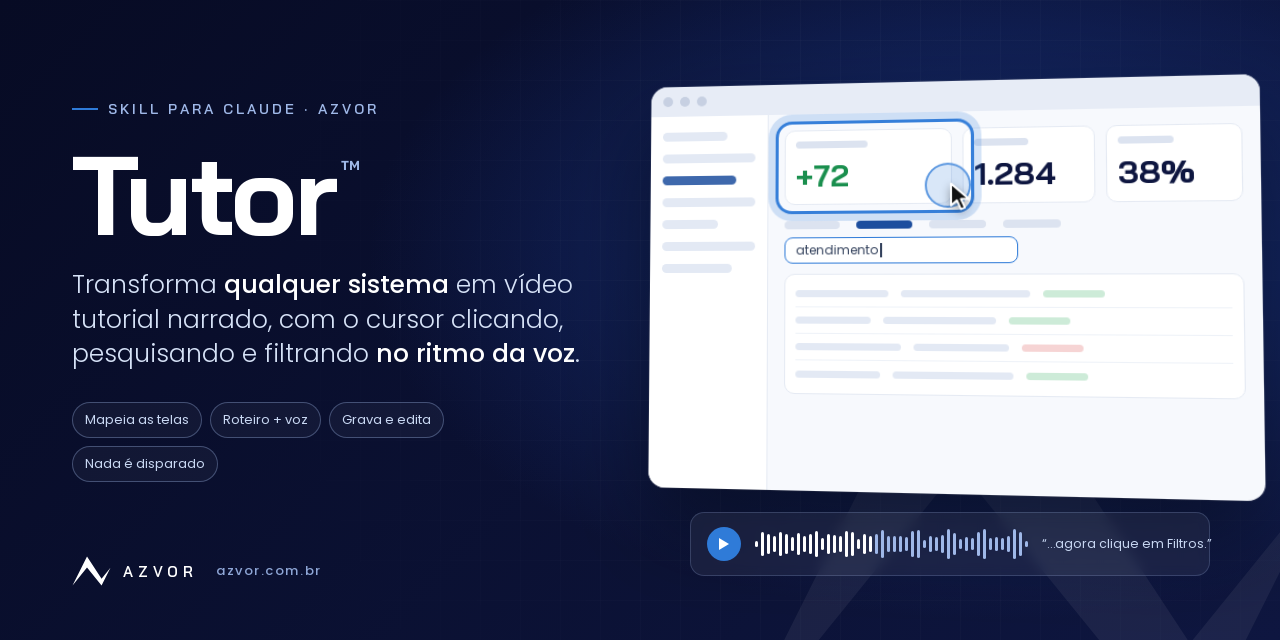 SKILL PARA CLAUDE · AZVOR
Tutor™
Transforma qualquer sistema em vídeo
tutorial narrado, com o cursor clicando,
pesquisando e filtrando no ritmo da voz.
Mapeia as telas
Roteiro + voz
Grava e edita
Nada é disparado
AZVOR
azvor.com.br
+72
1.284
38%
atendimento
“…agora clique em Filtros.”